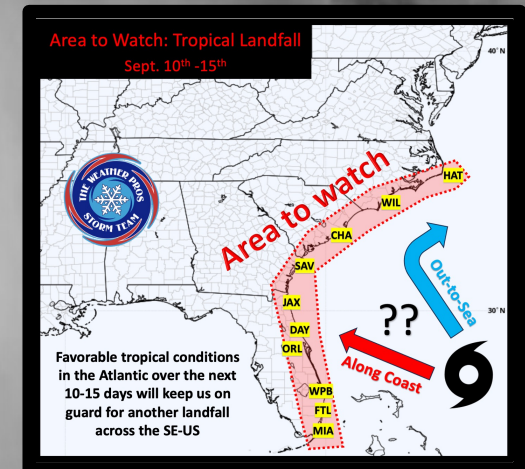 Area to Watch: Tropical Landfall
Sept. 10th -15th
40°N
THE WEATHER PROS
STORM TEAM
Area to watch
HAT
WIL
CHA
SAV
Out-to-Sea
JAX
??
30°N
DAY
ORL
Along Coast
Favorable tropical conditions
in the Atlantic over the next
10-15 days will keep us on
guard for another landfall
across the SE-US
WPB
FTL
MIA